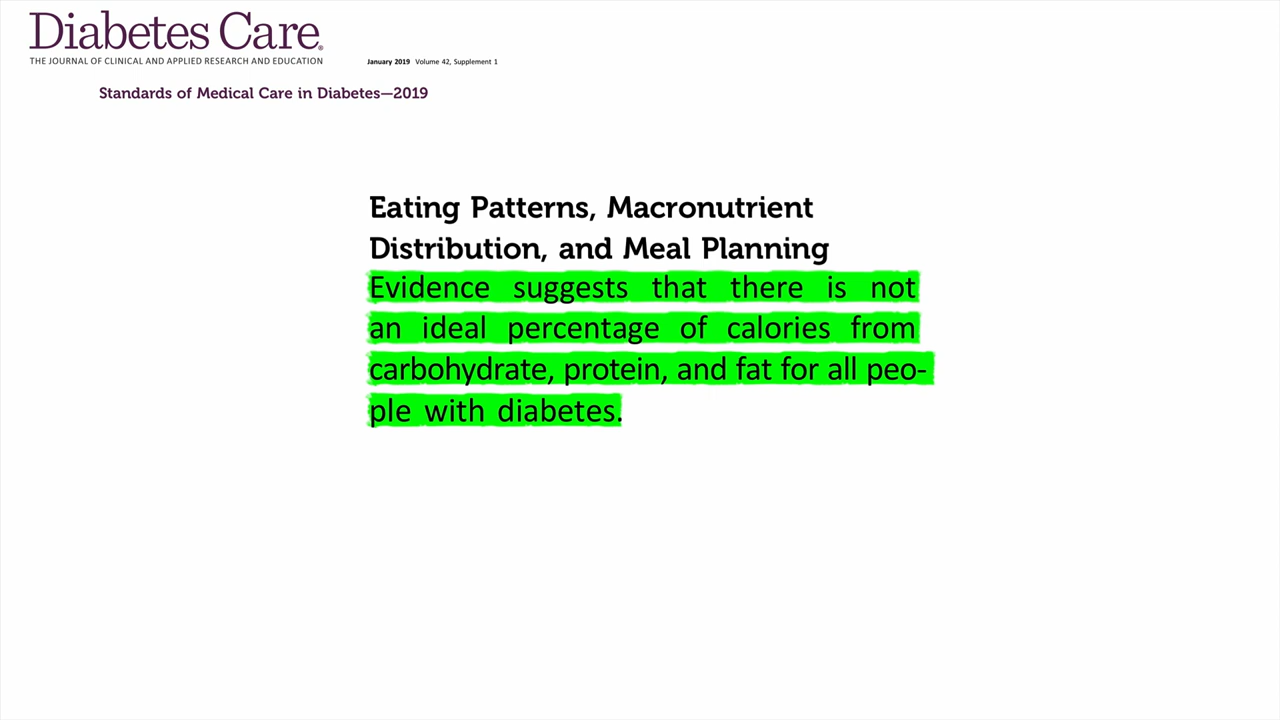 Diabetes Care®
THE JOURNAL OF CLINICAL AND APPLIED RESEARCH AND EDUCATION
January 2019 Volume 42, Supplement 1
Standards of Medical Care in Diabetes—2019
Eating Patterns, Macronutrient
Distribution, and Meal Planning
Evidence suggests that there is not
an ideal percentage of calories from
carbohydrate, protein, and fat for all peo-
ple with diabetes.